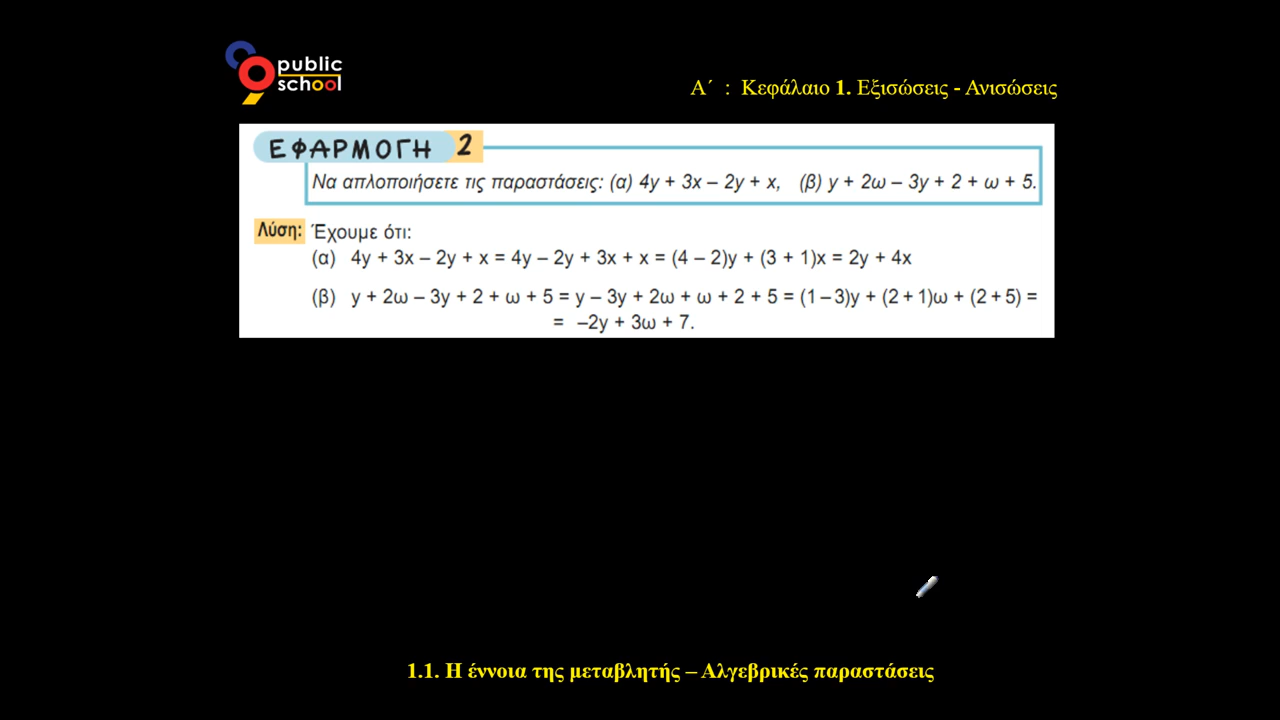 public
school
Α΄ : Κεφάλαιο 1. Εξισώσεις - Ανισώσεις
ΕΦΑΡΜΟΓΗ 2
Να απλοποιήσετε τις παραστάσεις: (α) 4y + 3x – 2y + x, (β) y + 2ω – 3y + 2 + ω + 5.
Λύση: Έχουμε ότι:
(α) 4y + 3x – 2y + x = 4y – 2y + 3x + x = (4 – 2)y + (3 + 1)x = 2y + 4x
(β) y + 2ω – 3y + 2 + ω + 5 = y – 3y + 2ω + ω + 2 + 5 = (1 – 3)y + (2 + 1)ω + (2 + 5) =
= –2y + 3ω + 7.
1.1. Η έννοια της μεταβλητής – Αλγεβρικές παραστάσεις